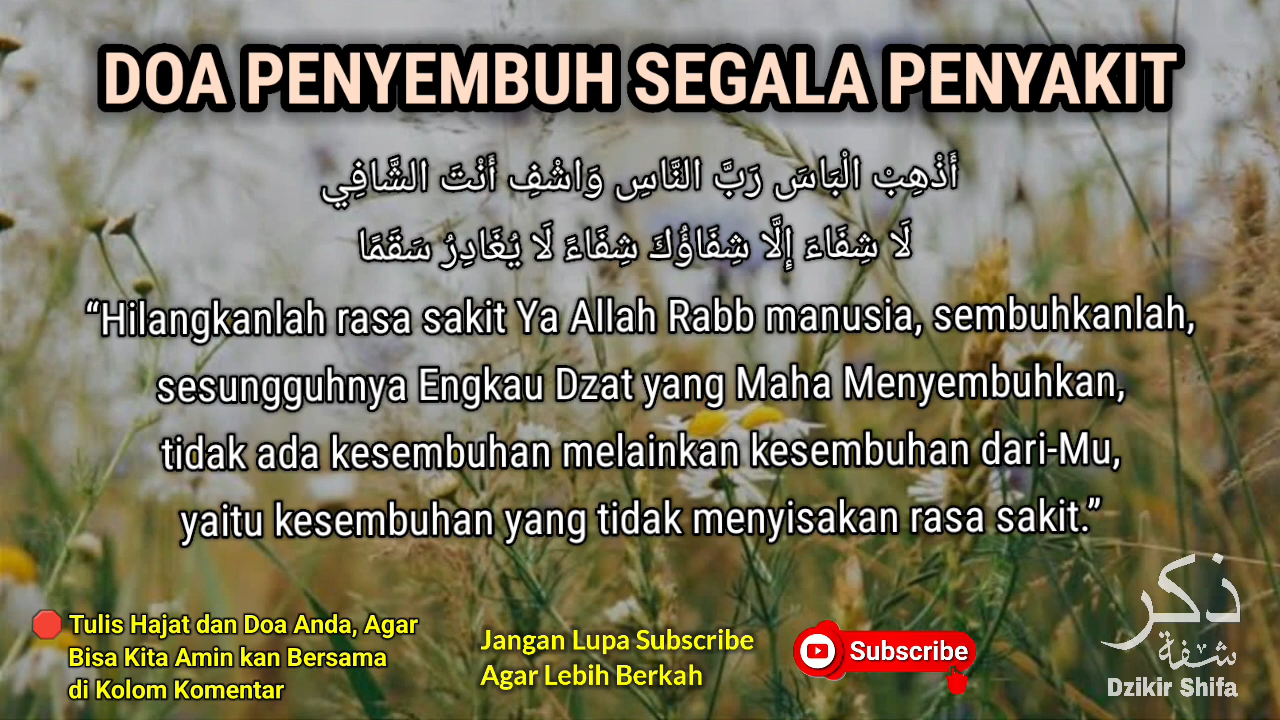 DOA PENYEMBUH SEGALA PENYAKIT
أَذْهِبْ الْبَاسَ رَبَّ النَّاسِ وَاشْفِ أَنْتَ الشَّافِي
لَا شِفَاءَ إِلَّا شِفَاؤُكَ شِفَاءً لَا يُغَادِرُ سَقَمًا
“Hilangkanlah rasa sakit Ya Allah Rabb manusia, sembuhkanlah,
sesungguhnya Engkau Dzat yang Maha Menyembuhkan,
tidak ada kesembuhan melainkan kesembuhan dari-Mu,
yaitu kesembuhan yang tidak menyisakan rasa sakit.”
Tulis Hajat dan Doa Anda, Agar
Bisa Kita Amin kan Bersama
di Kolom Komentar
Jangan Lupa Subscribe
Agar Lebih Berkah
Subscribe
ذكر
شفة
Dzikir Shifa